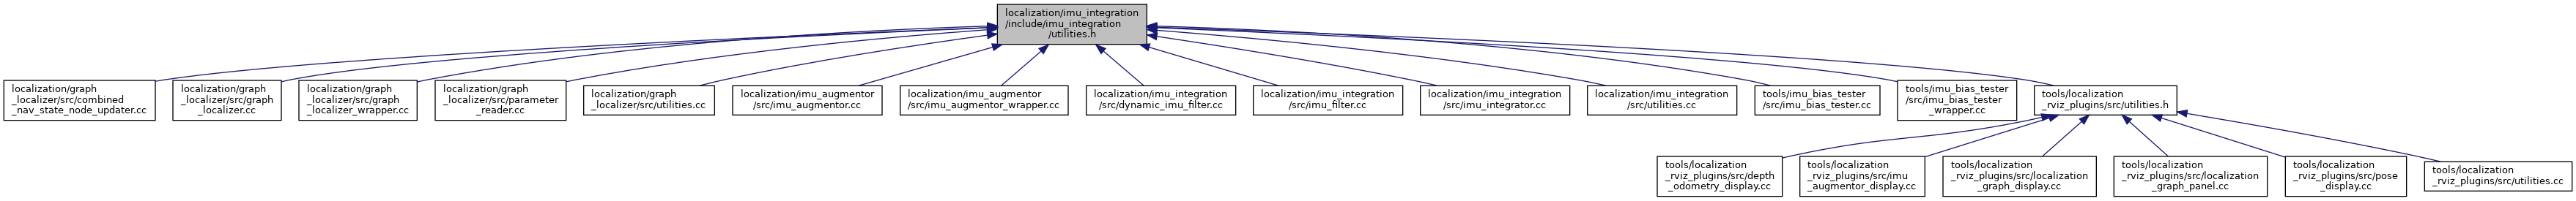 localization/imu_integration
/include/imu_integration
/utilities.h
localization/graph
_localizer/src/combined
_nav_state_node_updater.cc
localization/graph
_localizer/src/graph
_localizer.cc
localization/graph
_localizer/src/graph
_localizer_wrapper.cc
localization/graph
_localizer/src/parameter
_reader.cc
localization/graph
_localizer/src/utilities.cc
localization/imu_augmentor
/src/imu_augmentor.cc
localization/imu_augmentor
/src/imu_augmentor_wrapper.cc
localization/imu_integration
/src/dynamic_imu_filter.cc
localization/imu_integration
/src/imu_filter.cc
localization/imu_integration
/src/imu_integrator.cc
localization/imu_integration
/src/utilities.cc
tools/imu_bias_tester
/src/imu_bias_tester.cc
tools/imu_bias_tester
/src/imu_bias_tester
_wrapper.cc
tools/localization
_rviz_plugins/src/utilities.h
tools/localization
_rviz_plugins/src/depth
_odometry_display.cc
tools/localization
_rviz_plugins/src/imu
_augmentor_display.cc
tools/localization
_rviz_plugins/src/localization
_graph_display.cc
tools/localization
_rviz_plugins/src/localization
_graph_panel.cc
tools/localization
_rviz_plugins/src/pose
_display.cc
tools/localization
_rviz_plugins/src/utilities.cc